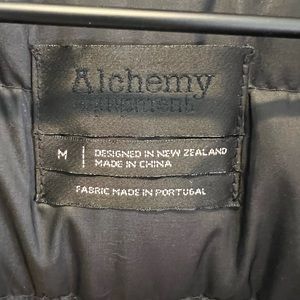 Alchemy
equipment
M
DESIGNED IN NEW ZEALAND
MADE IN CHINA
FABRIC MADE IN PORTUGAL